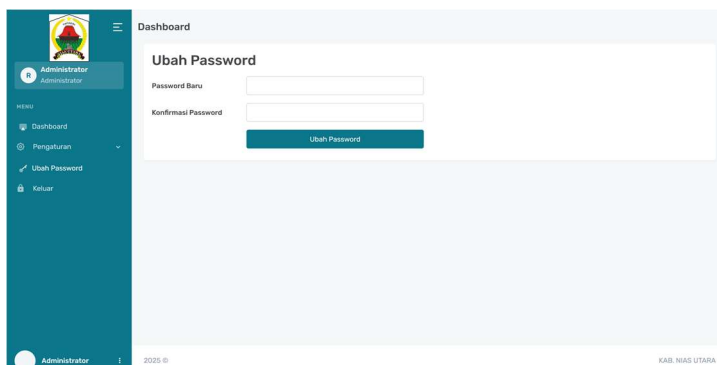 Dashboard
R
Administrator
Administrator
MENU
Dashboard
Pengaturan
Ubah Password
Keluar
Administrator
Ubah Password
Password Baru
Konfirmasi Password
Ubah Password
2025 ©
KAB. NIAS UTARA